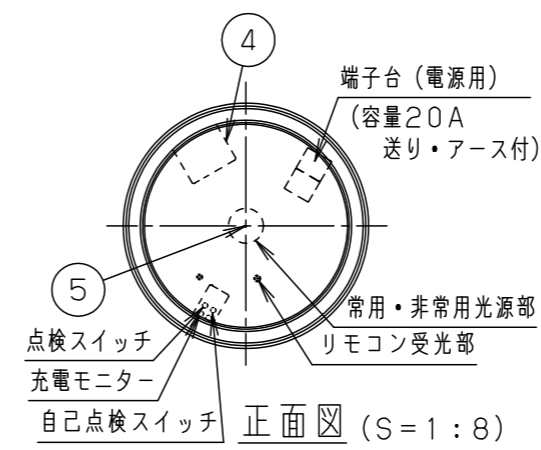 ④
端子台（電源用）
（容量20A
送り・アース付）
⑤
常用・非常用光源部
点検スイッチ
リモコン受光部
充電モニター
自己点検スイッチ
正面図（S=1:8）